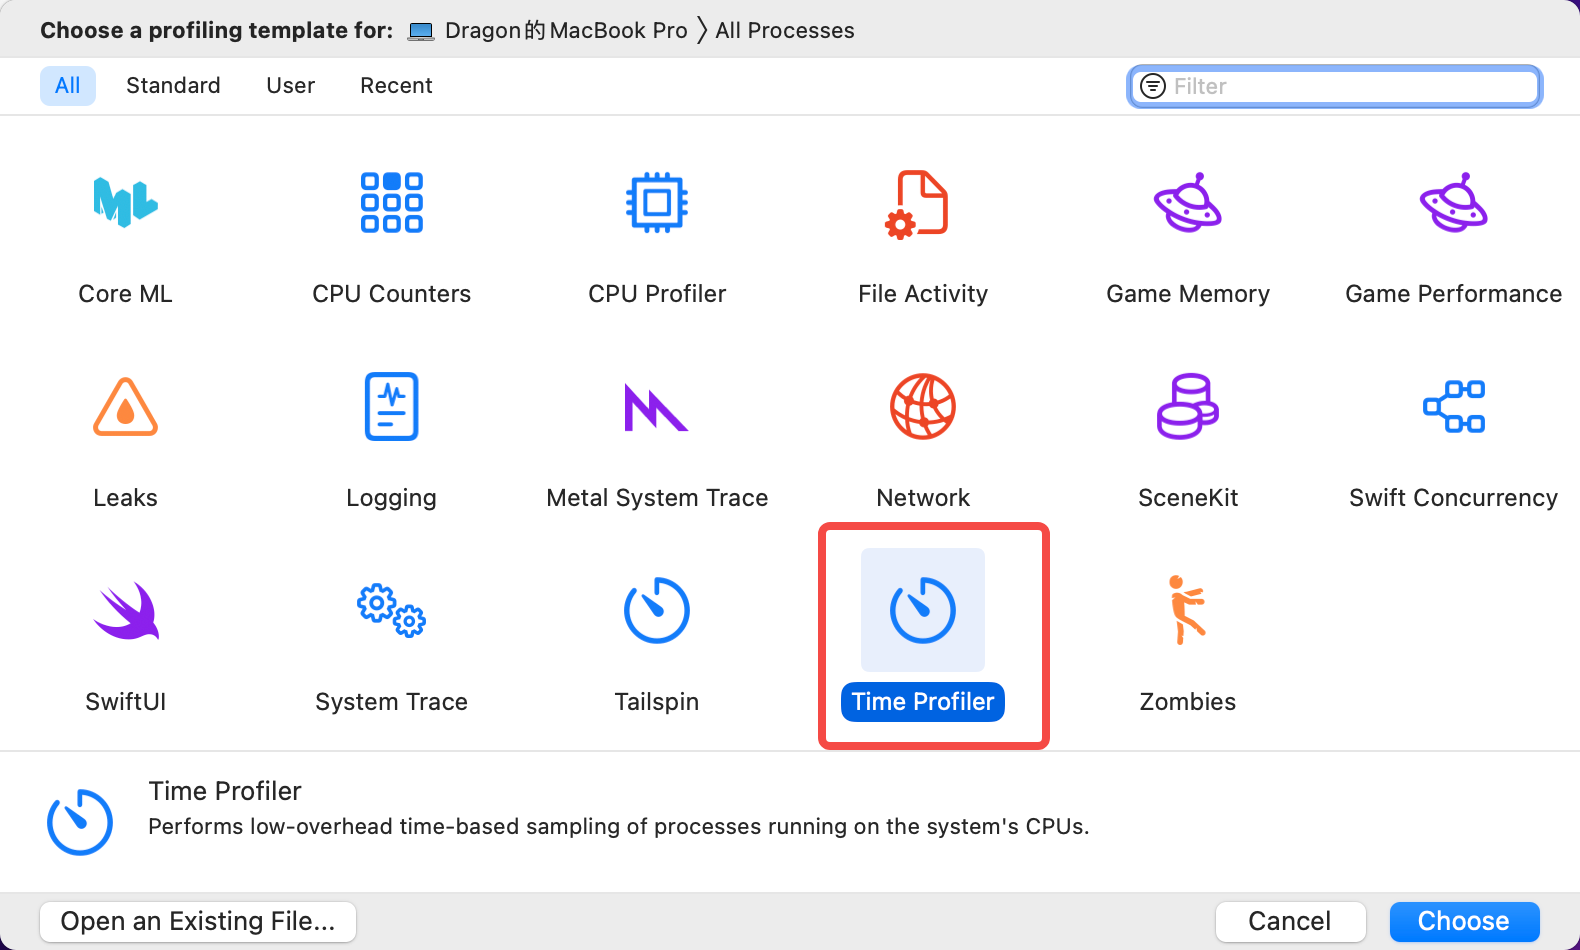 Choose a profiling template for: Dragon的MacBook Pro 〉 All Processes
All Standard User Recent Filter
Core ML CPU Counters CPU Profiler File Activity Game Memory Game Performance
Leaks Logging Metal System Trace Network SceneKit Swift Concurrency
SwiftUI System Trace Tailspin Time Profiler Zombies
Time Profiler
Performs low-overhead time-based sampling of processes running on the system's CPUs.
Open an Existing File... Cancel Choose